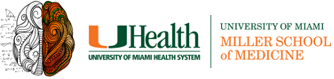 UHealth
UNIVERSITY OF MIAMI HEALTH SYSTEM
UNIVERSITY OF MIAMI
MILLER SCHOOL
of MEDICINE